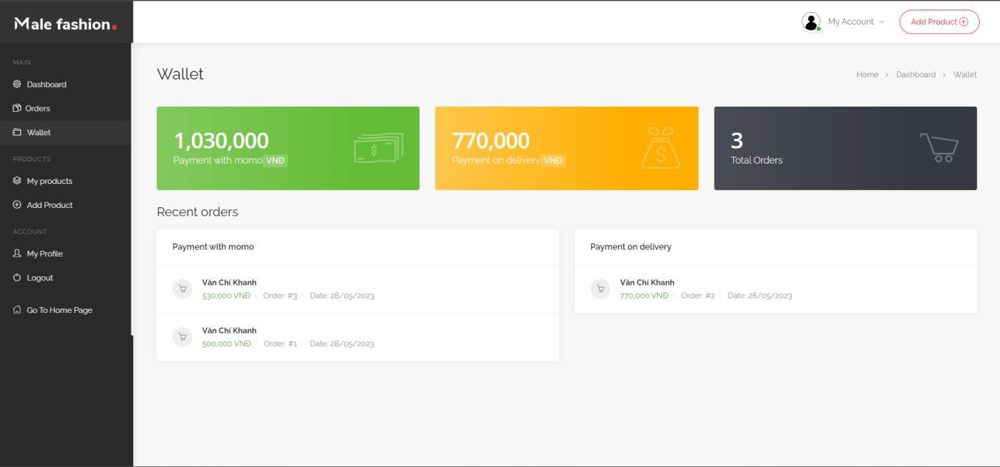 Male fashion.
My Account
Add Product
MAIN
Dashboard
Orders
Wallet
PRODUCTS
My products
Add Product
ACCOUNT
My Profile
Logout
Go To Home Page
Wallet
Home > Dashboard > Wallet
1,030,000
Payment with momo VNĐ
770,000
Payment on delivery VNĐ
3
Total Orders
Recent orders
Payment with momo
Văn Chí Khanh
530,000 VNĐ Order: #3 Date: 28/05/2023
Văn Chí Khanh
500,000 VNĐ Order: #1 Date: 28/05/2023
Payment on delivery
Văn Chí Khanh
770,000 VNĐ Order: #2 Date: 28/05/2023